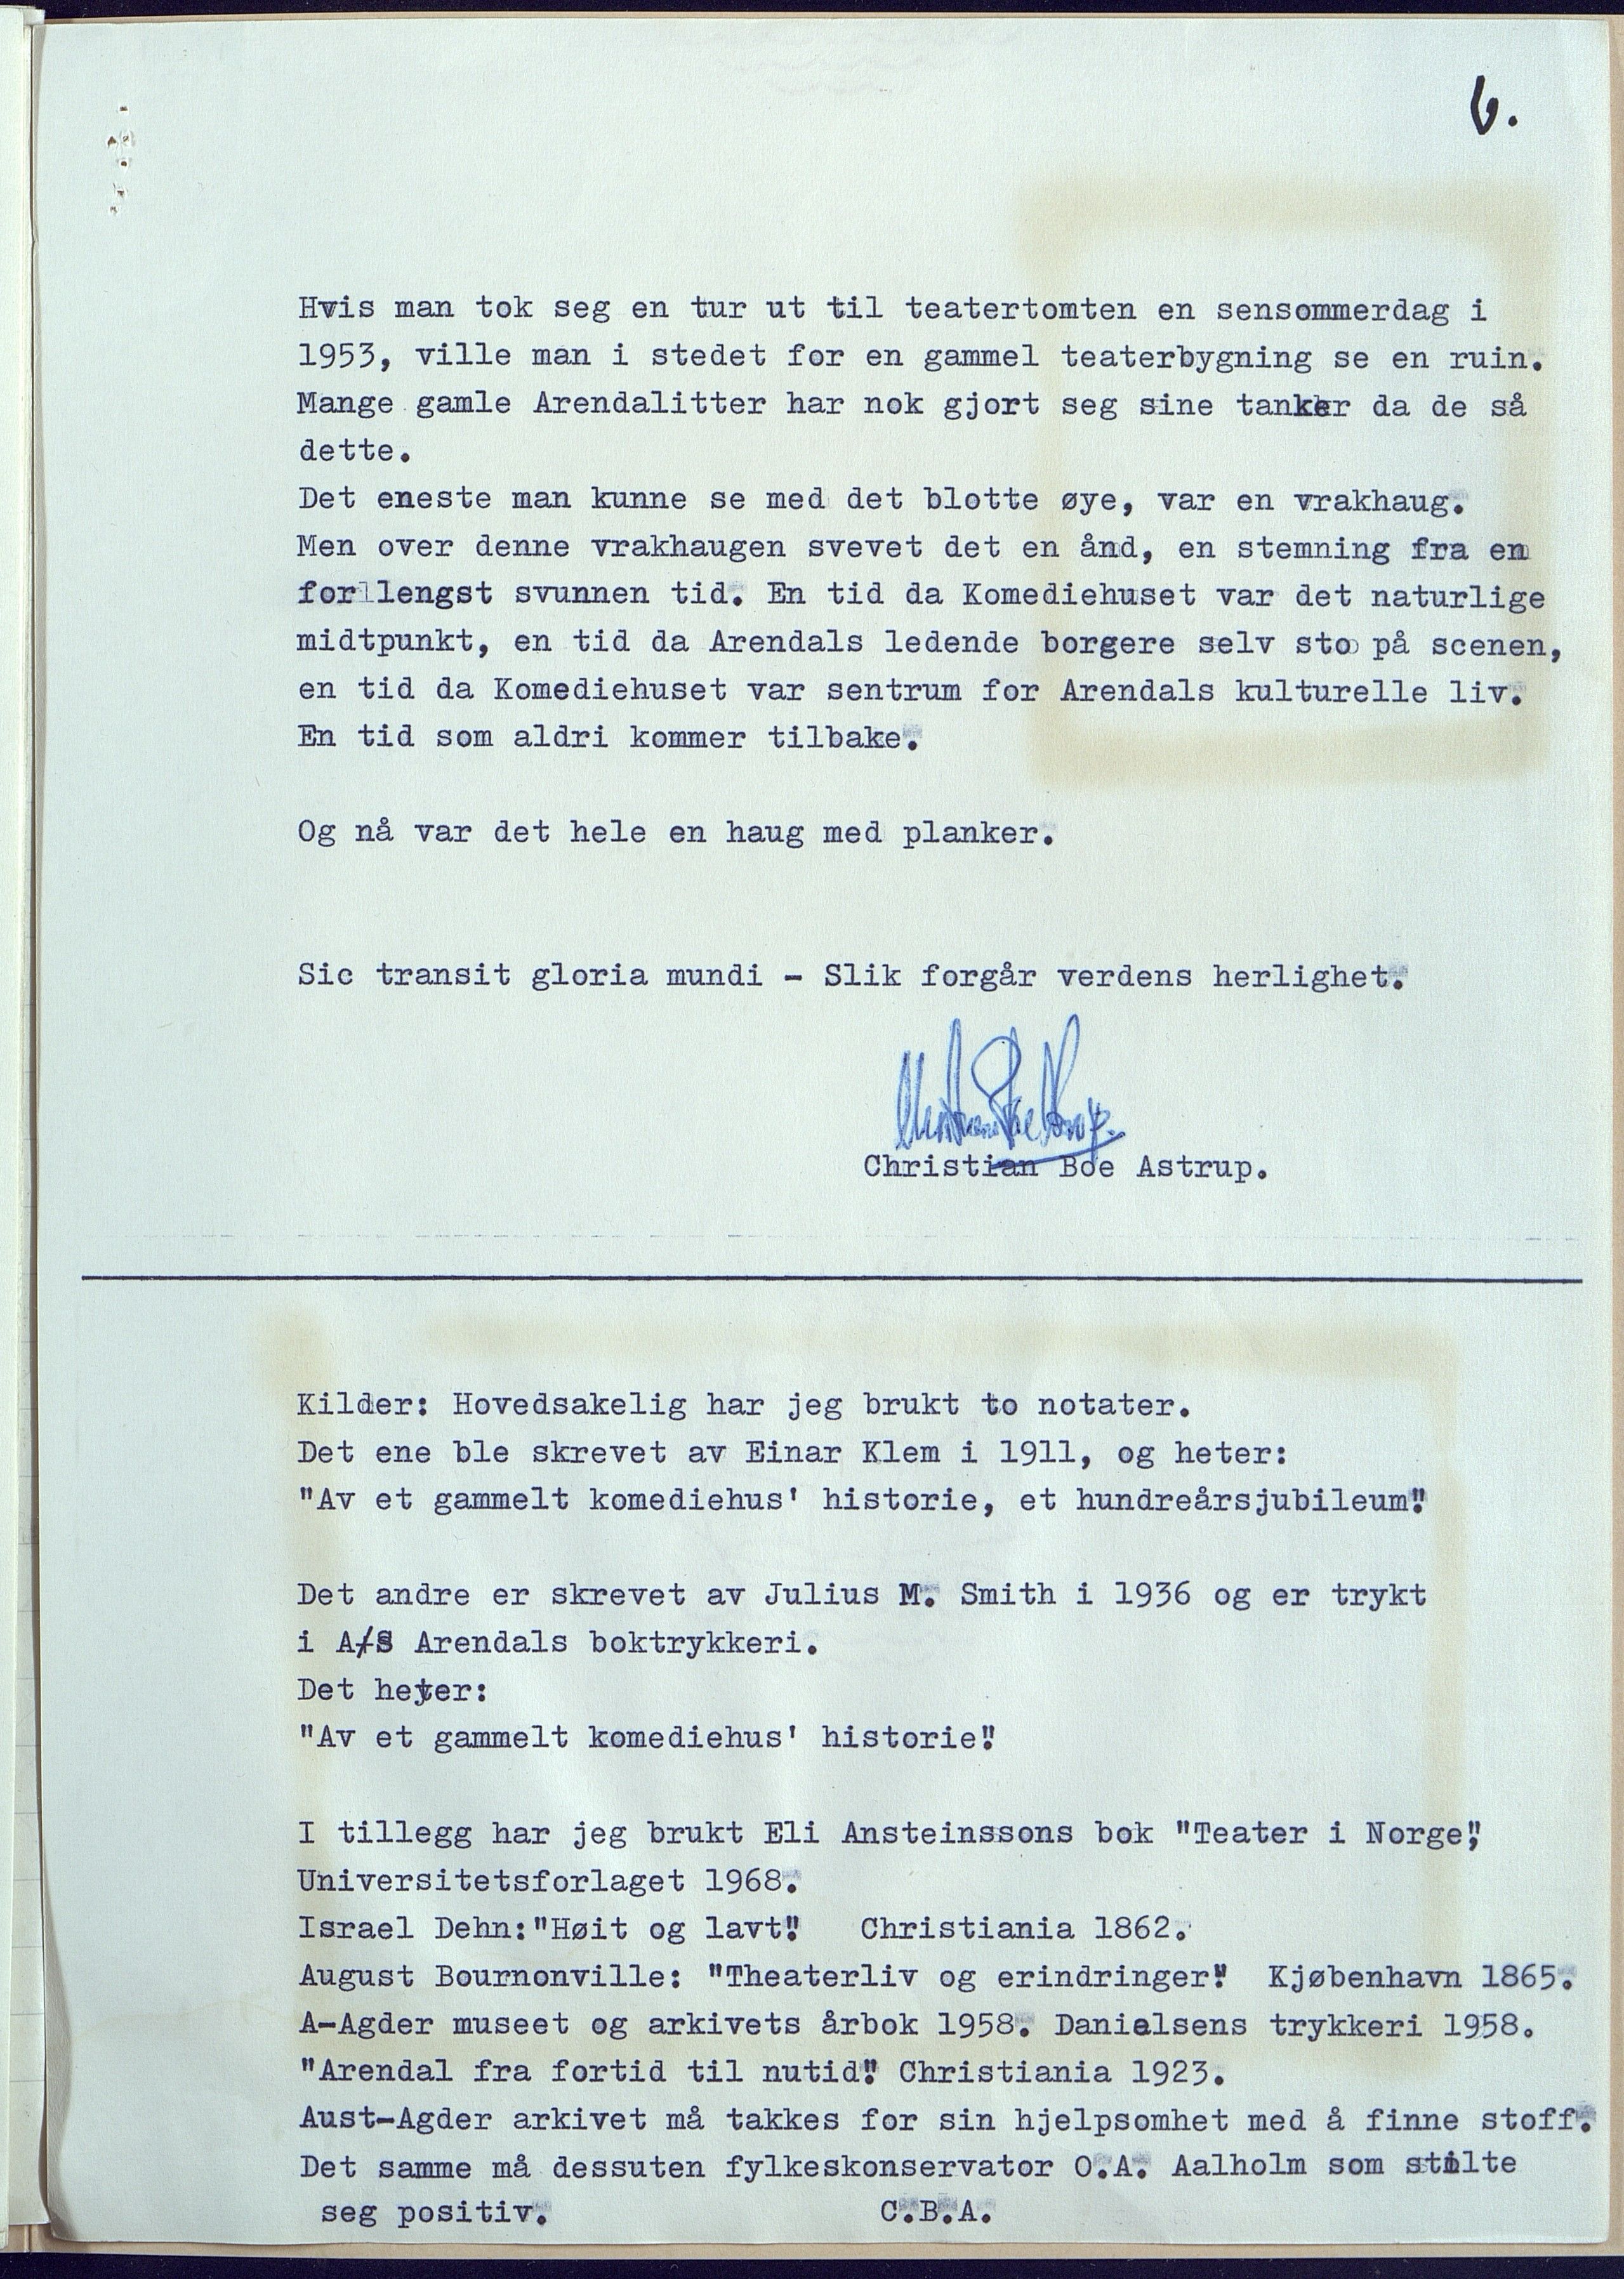 6.
Hvis man tok seg en tur ut til teatertomten en sensommerdag i
1953, ville man i stedet for en gammel teaterbygning se en ruin.
Mange gamle Arendalitter har nok gjort seg sine tanker da de så
dette.
Det eneste man kunne se med det blotte øye, var en vrakhaug.
Men over denne vrakhaugen svevet det en ånd, en stemning fra en
forllengst svunnen tid. En tid da Komediehuset var det naturlige
midtpunkt, en tid da Arendals ledende borgere selv sto på scenen,
en tid da Komediehuset var sentrum for Arendals kulturelle liv.
En tid som aldri kommer tilbake.
Og nå var det hele en haug med planker.
Sic transit gloria mundi - Slik forgår verdens herlighet.
Christian Boe Astrup.
Christian Boe Astrup.
Kilder: Hovedsakelig har jeg brukt to notater.
Det ene ble skrevet av Einar Klem i 1911, og heter:
"Av et gammelt komediehus' historie, et hundreårsjubileum".
Det andre er skrevet av Julius M. Smith i 1936 og er trykt
i A/S Arendals boktrykkeri.
Det heter:
"Av et gammelt komediehus' historie".
I tillegg har jeg brukt Eli Ansteinssons bok "Teater i Norge",
Universitetsforlaget 1968.
Israel Dehn:"Høit og lavt". Christiania 1862.
August Bournonville: "Theaterliv og erindringer". Kjøbenhavn 1865.
A-Agder museet og arkivets årbok 1958. Danielsens trykkeri 1958.
"Arendal fra fortid til nutid". Christiania 1923.
Aust-Agder arkivet må takkes for sin hjelpsomhet med å finne stoff.
Det samme må dessuten fylkeskonservator O.A. Aalholm som stilte
seg positiv. C.B.A.